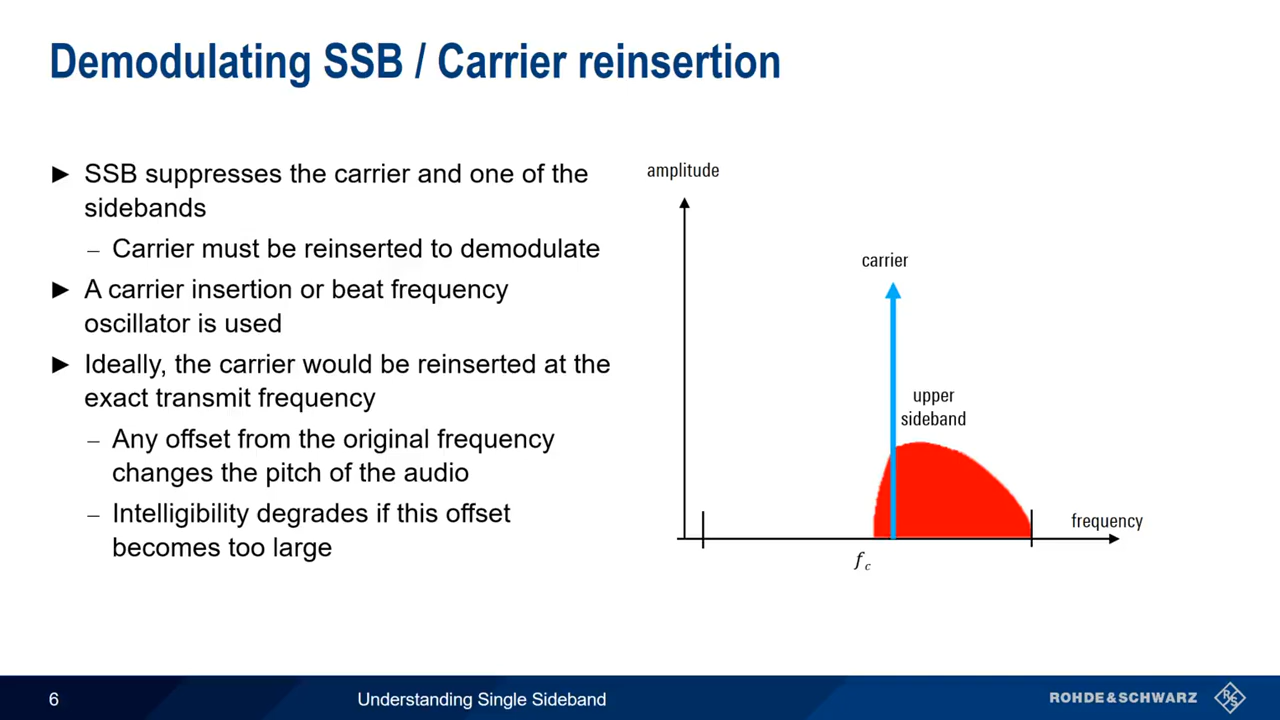 Demodulating SSB / Carrier reinsertion
► SSB suppresses the carrier and one of the
sidebands
– Carrier must be reinserted to demodulate
► A carrier insertion or beat frequency
oscillator is used
► Ideally, the carrier would be reinserted at the
exact transmit frequency
– Any offset from the original frequency
changes the pitch of the audio
– Intelligibility degrades if this offset
becomes too large
amplitude
carrier
upper
sideband
frequency
f c
6
Understanding Single Sideband
ROHDE & SCHWARZ
R S